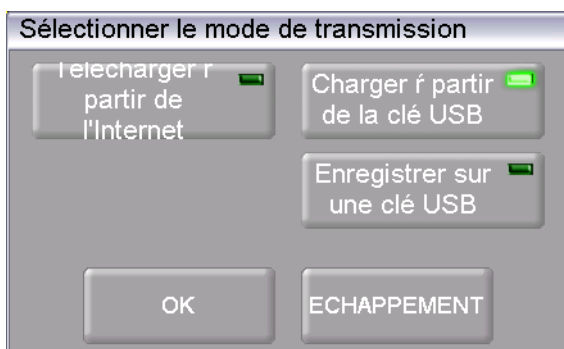 Sélectionner le mode de transmission
Télécharger ŕ
partir de
l'Internet
Charger ŕ partir
de la clé USB
Enregistrer sur
une clé USB
OK
ECHAPPEMENT